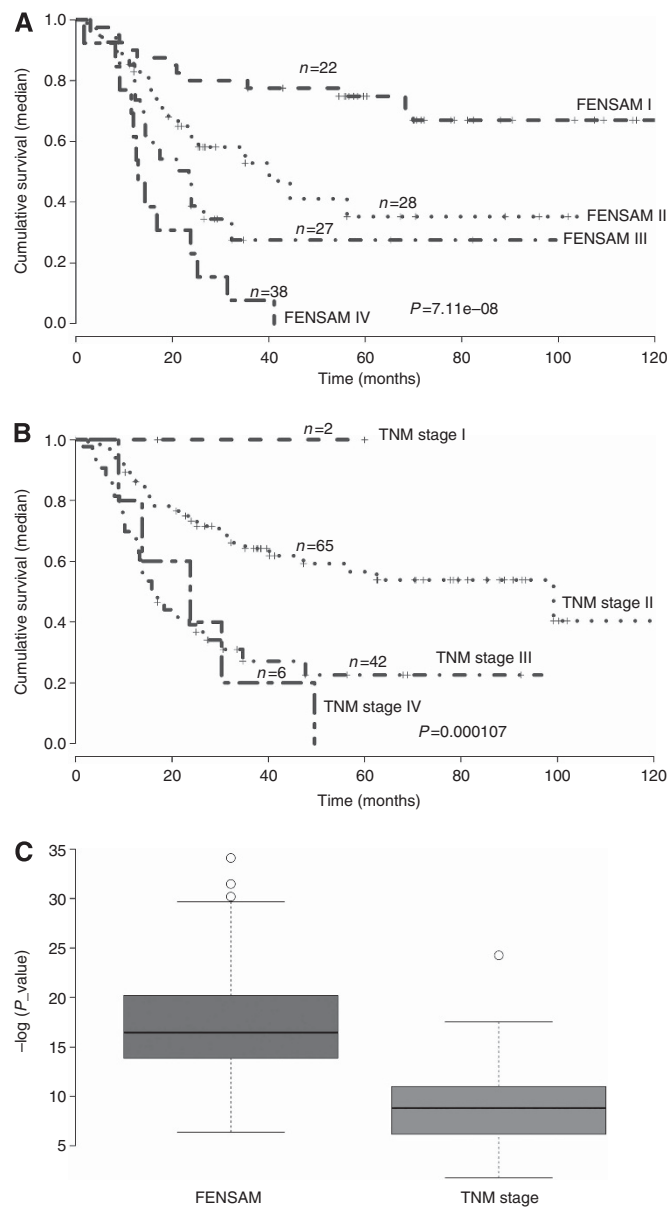 A
Cumulative survival (median)
1.0
0.8
0.6
0.4
0.2
0.0
n=22
FENSAM I
n=28
FENSAM II
n=27
FENSAM III
n=38
FENSAM IV
P=7.11e–08
0 20 40 60 80 100 120
Time (months)
B
Cumulative survival (median)
1.0
0.8
0.6
0.4
0.2
0.0
n=2
TNM stage I
n=65
TNM stage II
n=42
TNM stage III
n=6
TNM stage IV
P=0.000107
0 20 40 60 80 100 120
Time (months)
C
–log (P_value)
35
30
25
20
15
10
5
FENSAM TNM stage